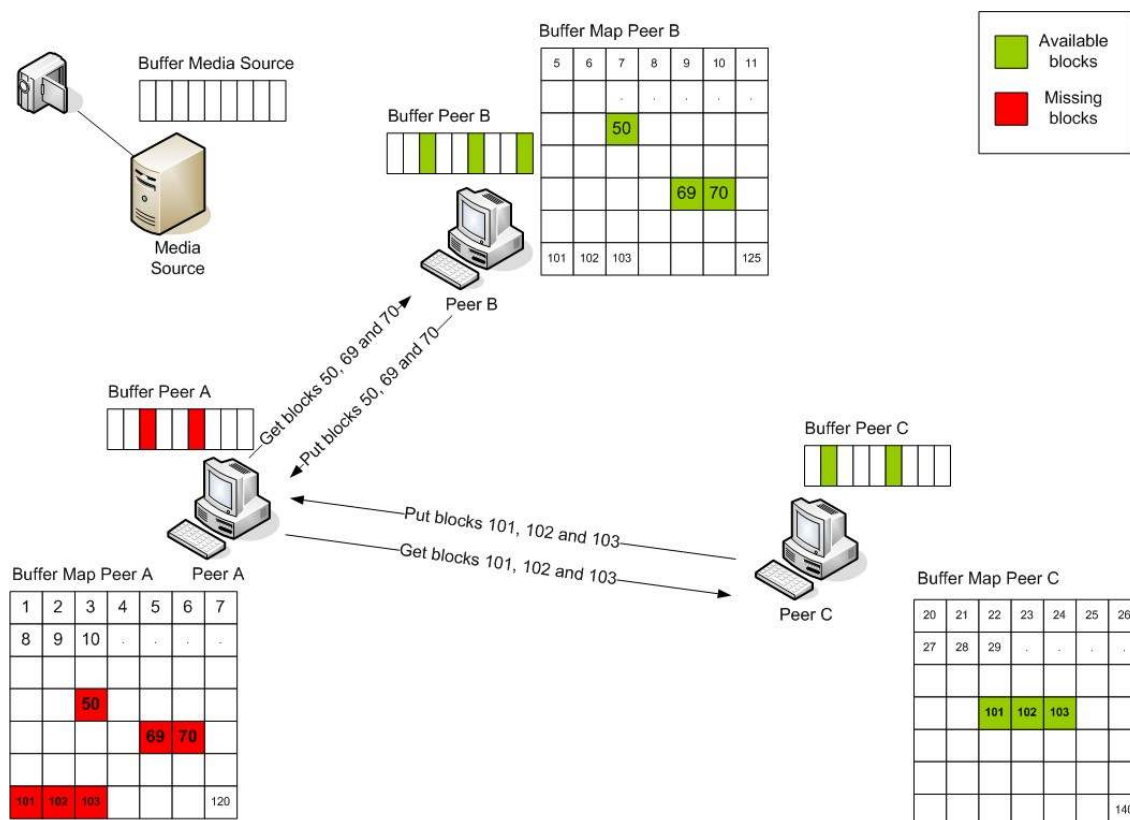 Buffer Media Source
Media
Source
Buffer Peer B
Peer B
Buffer Map Peer B
5 6 7 8 9 10 11
. . . . .
50
69 70
101 102 103 125
Available
blocks
Missing
blocks
Get blocks 50, 69 and 70
Put blocks 50, 69 and 70
Buffer Peer A
Put blocks 101, 102 and 103
Get blocks 101, 102 and 103
Buffer Peer C
Peer C
Buffer Map Peer A
Peer A
1 2 3 4 5 6 7
8 9 10 . . . .
50
69 70
101 102 103 120
Buffer Map Peer C
20 21 22 23 24 25 26
27 28 29 . . . .
101 102 103
140